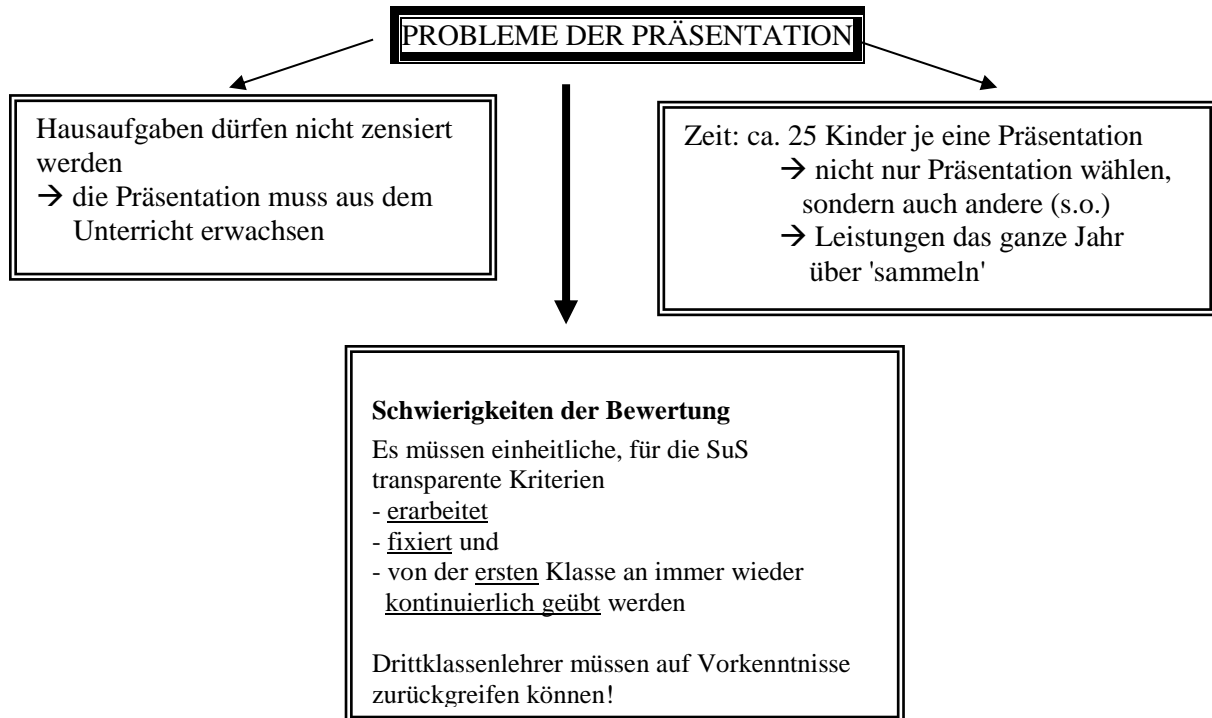 PROBLEME DER PRÄSENTATION
Hausaufgaben dürfen nicht zensiert
werden
→ die Präsentation muss aus dem
Unterricht erwachsen
Zeit: ca. 25 Kinder je eine Präsentation
→ nicht nur Präsentation wählen,
sondern auch andere (s.o.)
→ Leistungen das ganze Jahr
über 'sammeln'
Schwierigkeiten der Bewertung
Es müssen einheitliche, für die SuS
transparente Kriterien
- erarbeitet
- fixiert und
- von der ersten Klasse an immer wieder
kontinuierlich geübt werden
Drittklassenlehrer müssen auf Vorkenntnisse
zurückgreifen können!